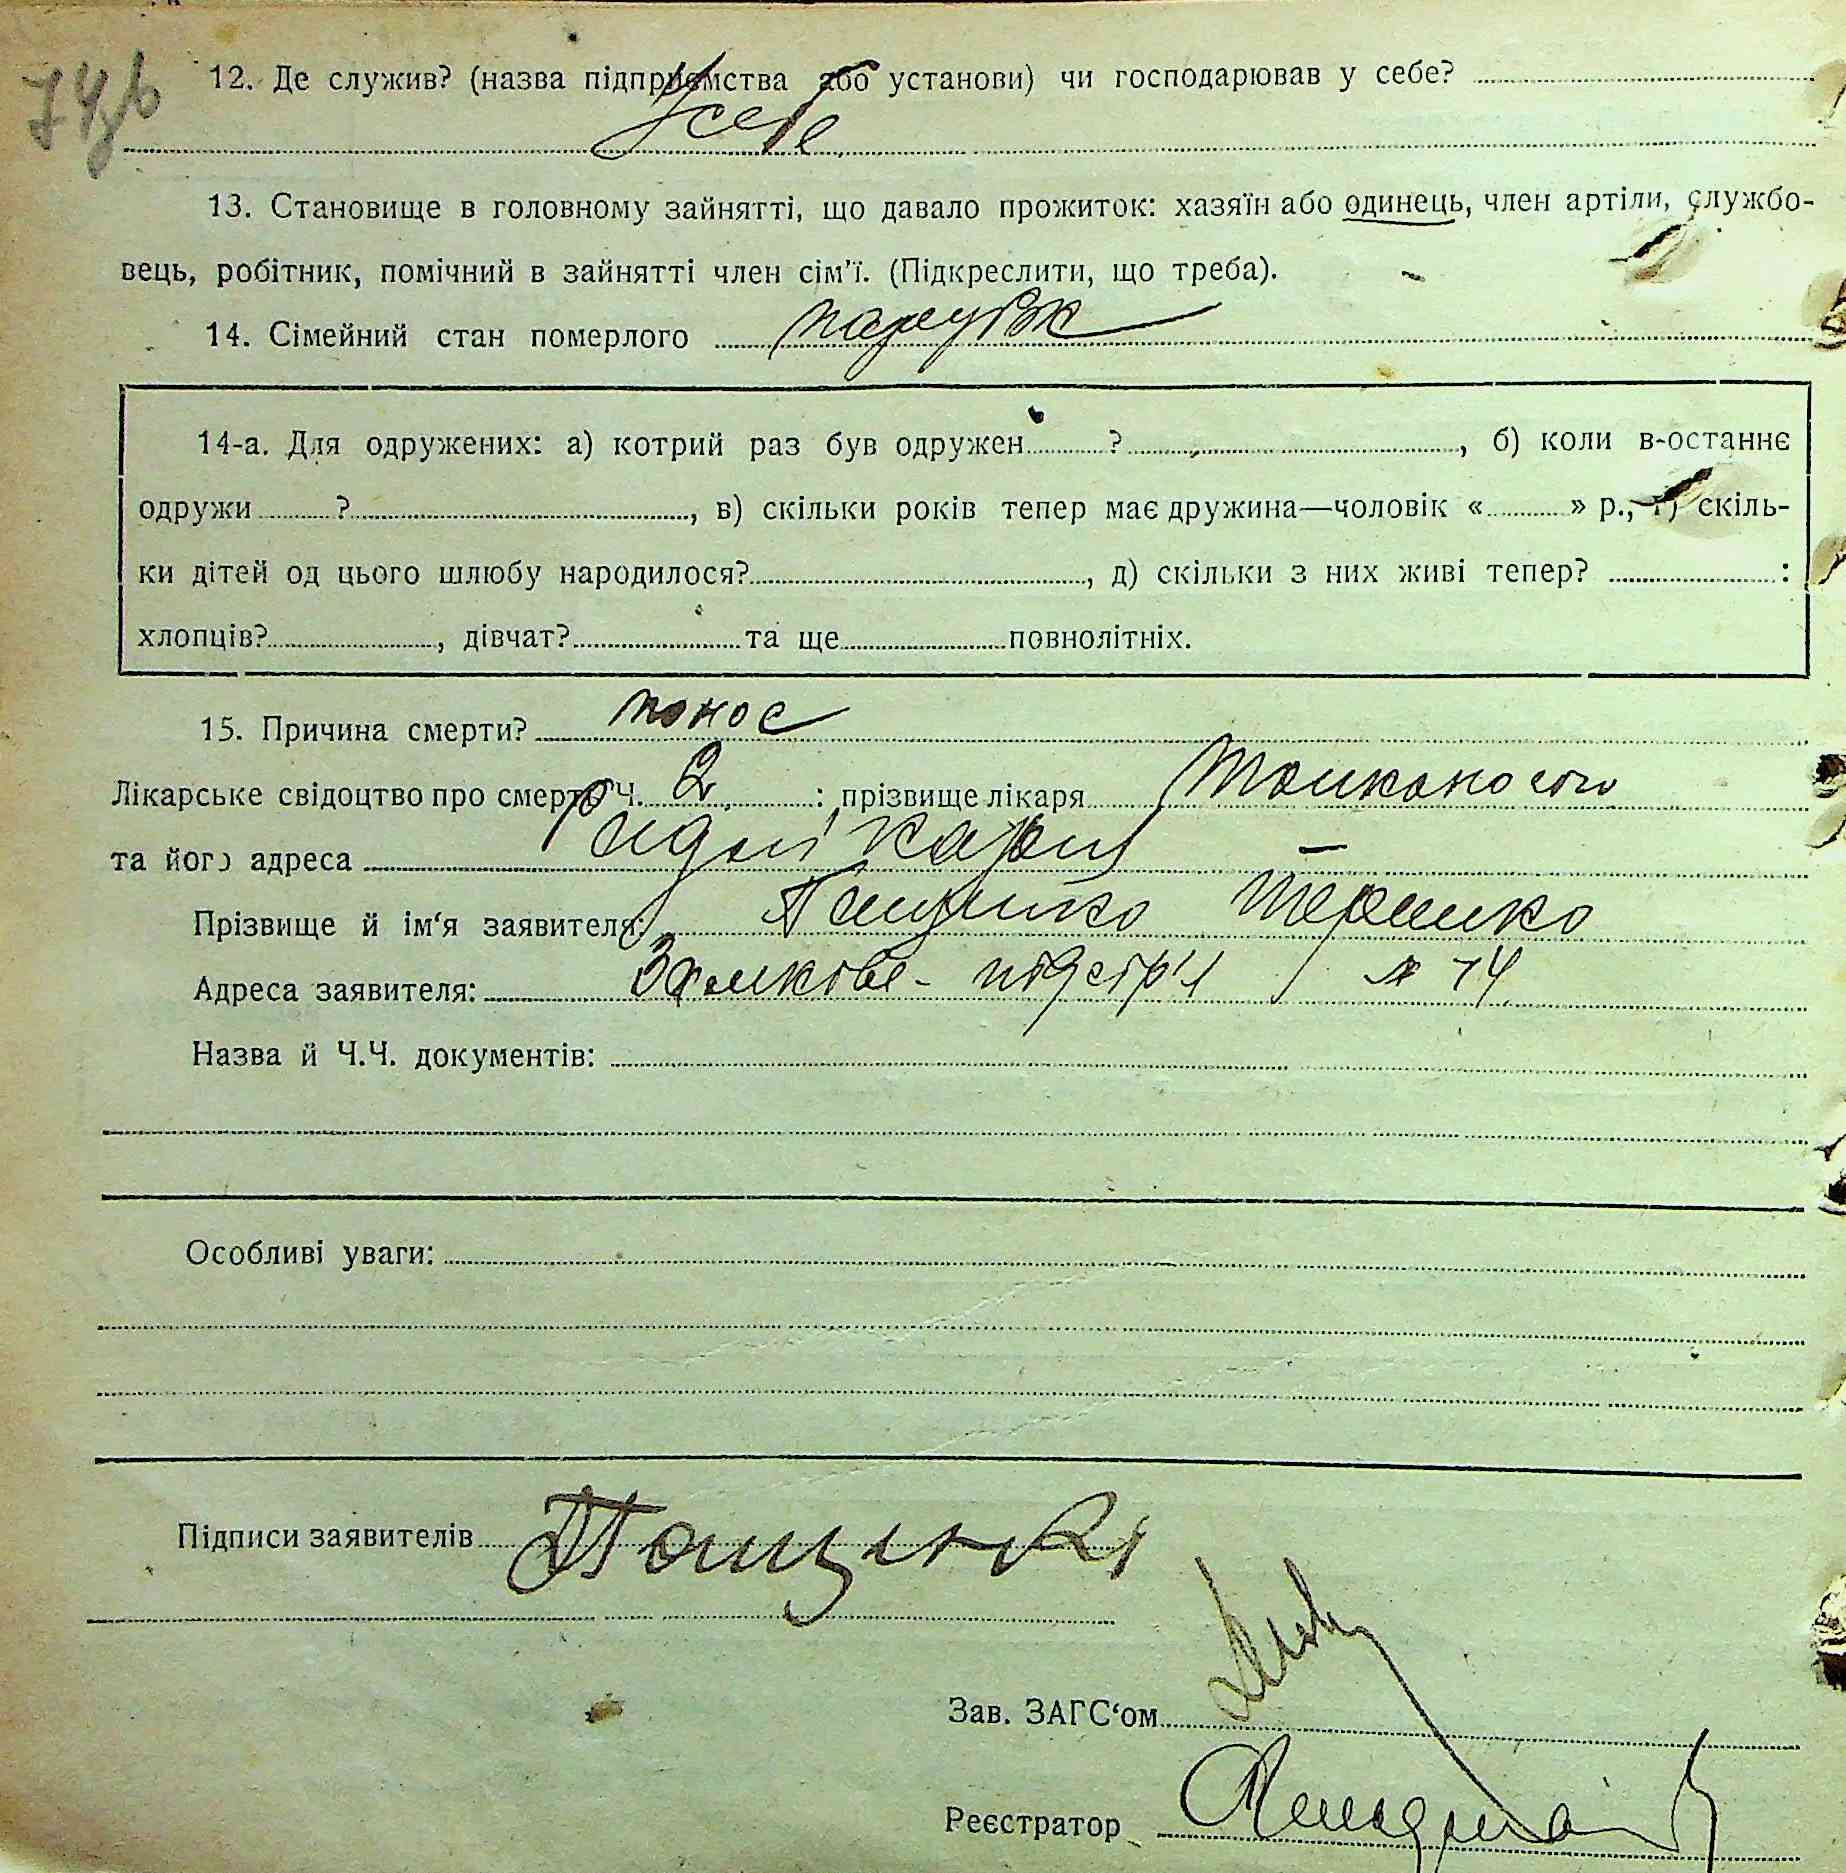 12. Де служив? (назва підприємства або установи) чи господарював у себе?
У себе
13. Становище в головному зайнятті, що давало прожиток: хазяїн або одинець, член артіли, службо-
вець, робітник, помічний в зайнятті член сім'ї. (Підкреслити, що треба).
14. Сімейний стан померлого парубок
14-а. Для одружених: а) котрий раз був одружен ? , б) коли в-останнє
одружи ? , в) скільки років тепер має дружина—чоловік « » р., г) скіль-
ки дітей од цього шлюбу народилося? , д) скільки з них живі тепер? :
хлопців? , дівчат? та ще повнолітніх.
15. Причина смерти? понос
Лікарське свідоцтво про смерть Ч. 2 : прізвище лікаря
та його адреса
Прізвище й ім'я заявителя:
Адреса заявителя: № 74
Назва й Ч.Ч. документів:
Особливі уваги:
Підписи заявителів
Зав. ЗАГС'ом
Реєстратор